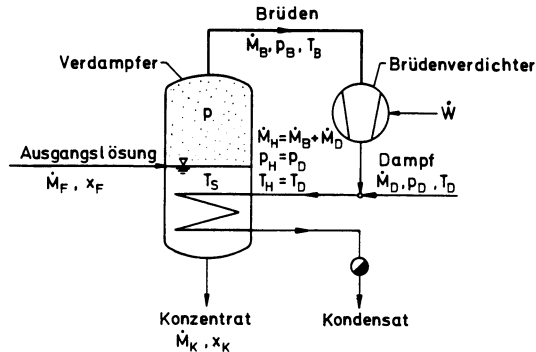 Brüden
Ṁ_B, p_B, T_B
Verdampfer
Brüdenverdichter
p
Ẇ
Ṁ_H=Ṁ_B+Ṁ_D
p_H=p_D
T_H=T_D
Ausgangslösung
Ṁ_F, x_F
T_S
Dampf
Ṁ_D, p_D, T_D
Konzentrat
Ṁ_K, x_K
Kondensat